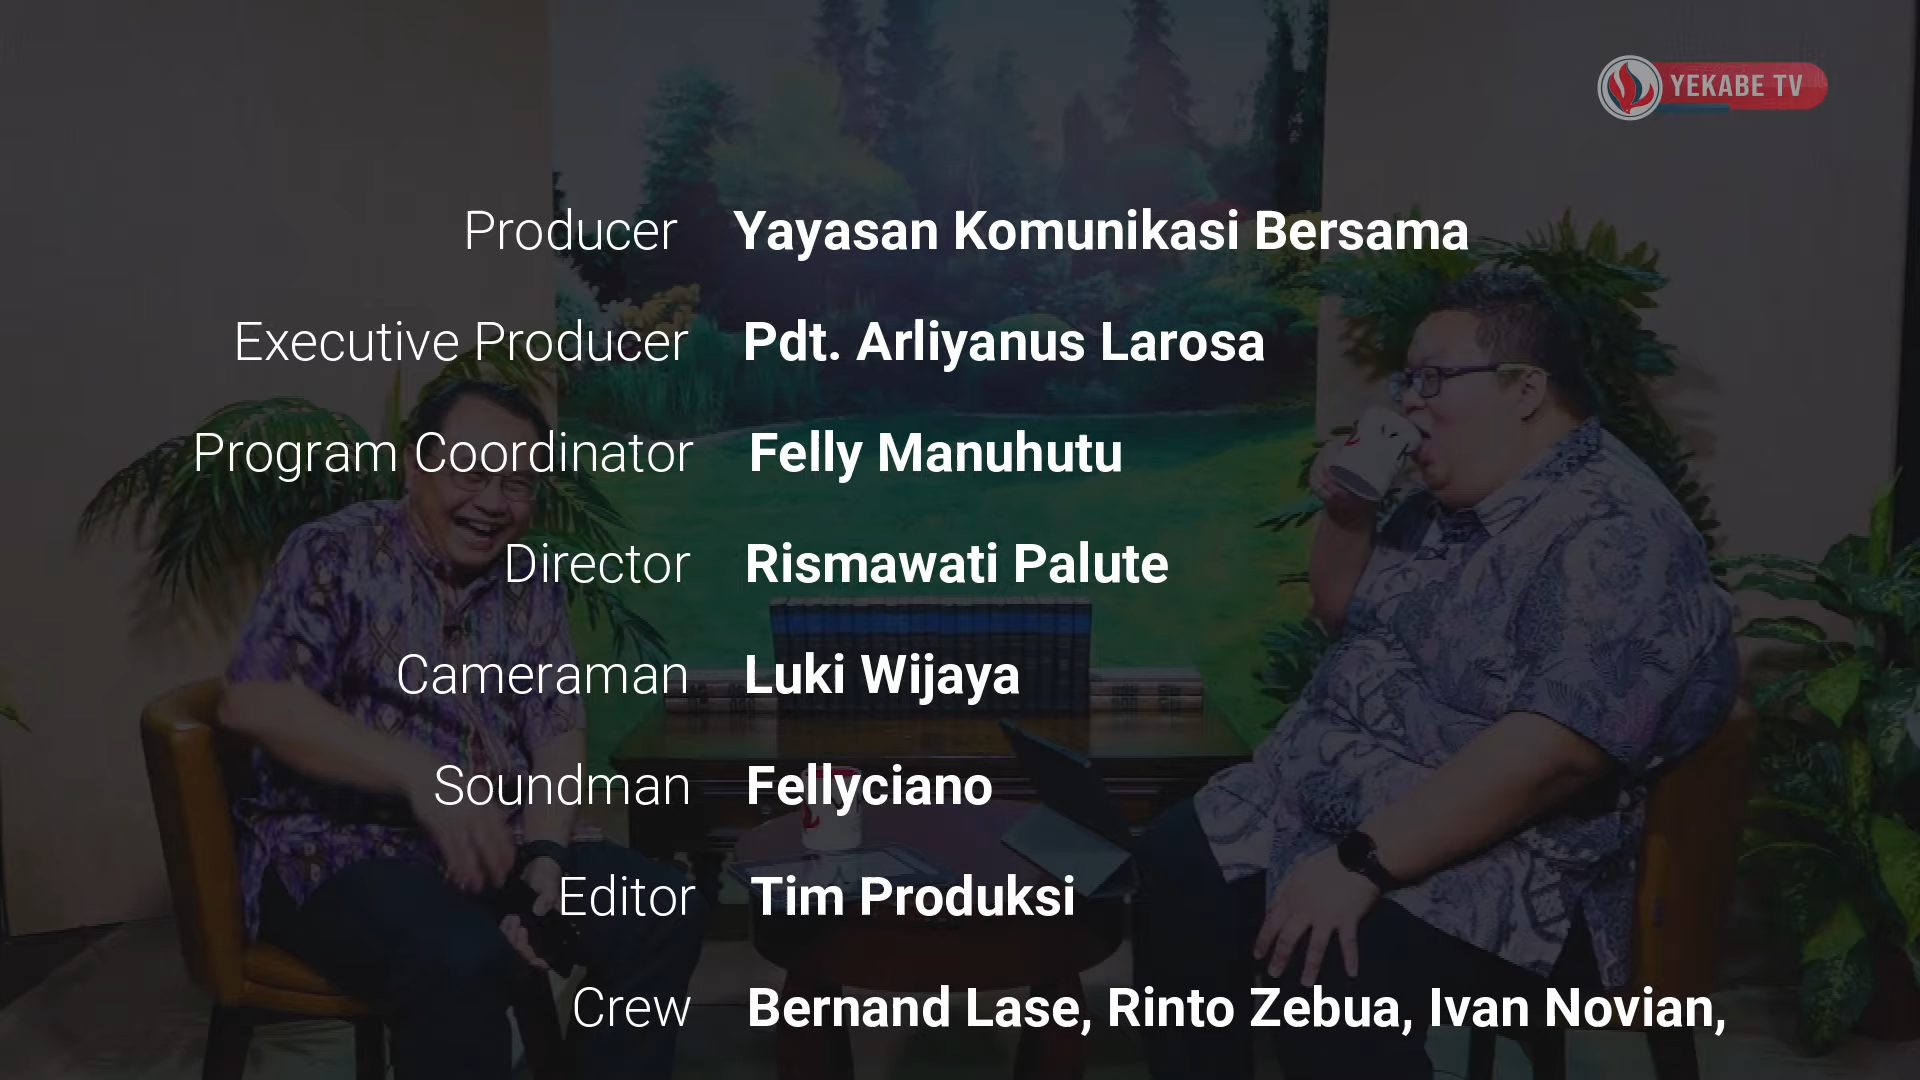 YEKABE TV
Producer Yayasan Komunikasi Bersama
Executive Producer Pdt. Arliyanus Larosa
Program Coordinator Felly Manuhutu
Director Rismawati Palute
Cameraman Luki Wijaya
Soundman Fellyciano
Editor Tim Produksi
Crew Bernand Lase, Rinto Zebua, Ivan Novian,